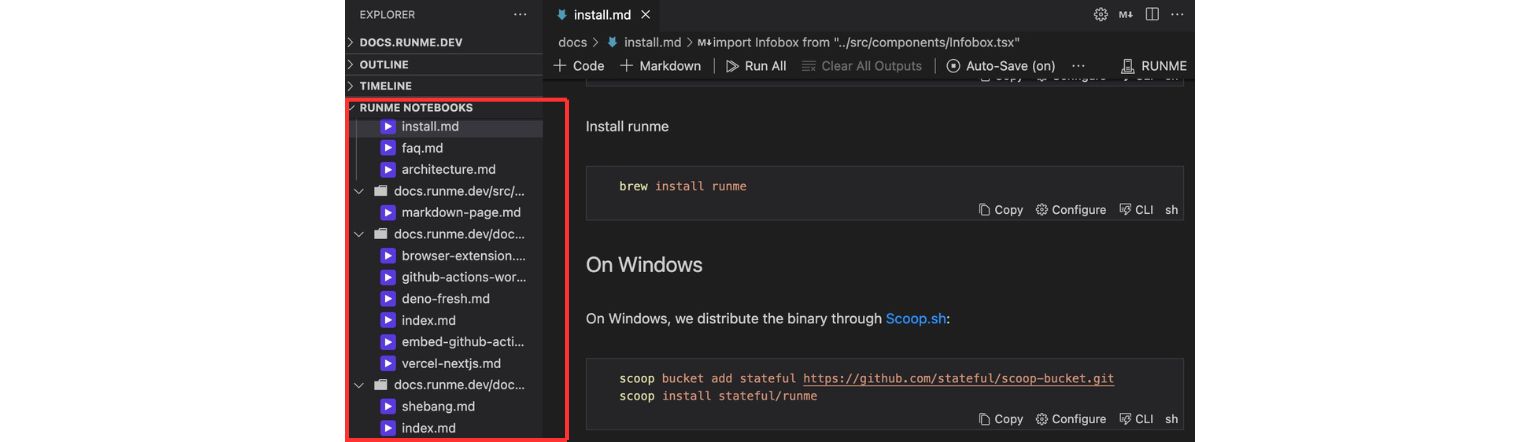 EXPLORER
DOCS.RUNME.DEV
OUTLINE
TIMELINE
RUNME NOTEBOOKS
install.md
faq.md
architecture.md
docs.runme.dev/src/...
markdown-page.md
docs.runme.dev/doc...
browser-extension....
github-actions-wor...
deno-fresh.md
index.md
embed-github-acti...
vercel-nextjs.md
docs.runme.dev/doc...
shebang.md
index.md
install.md
docs > install.md > M↓import Infobox from "../src/components/Infobox.tsx"
Code Markdown Run All Clear All Outputs Auto-Save (on) ... RUNME
Copy Configure CLI sh
Install runme
brew install runme
Copy Configure CLI sh
On Windows
On Windows, we distribute the binary through Scoop.sh:
scoop bucket add stateful https://github.com/stateful/scoop-bucket.git
scoop install stateful/runme
Copy Configure CLI sh